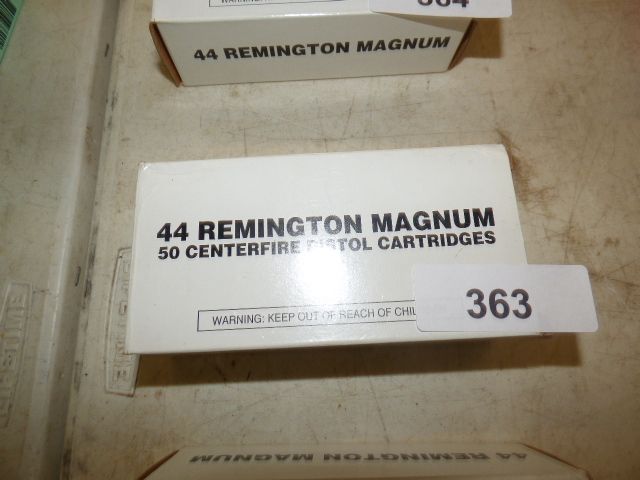 364
44 REMINGTON MAGNUM
44 REMINGTON MAGNUM
50 CENTERFIRE PISTOL CARTRIDGES
WARNING: KEEP OUT OF REACH OF
363
44 REMINGTON MAGNUM